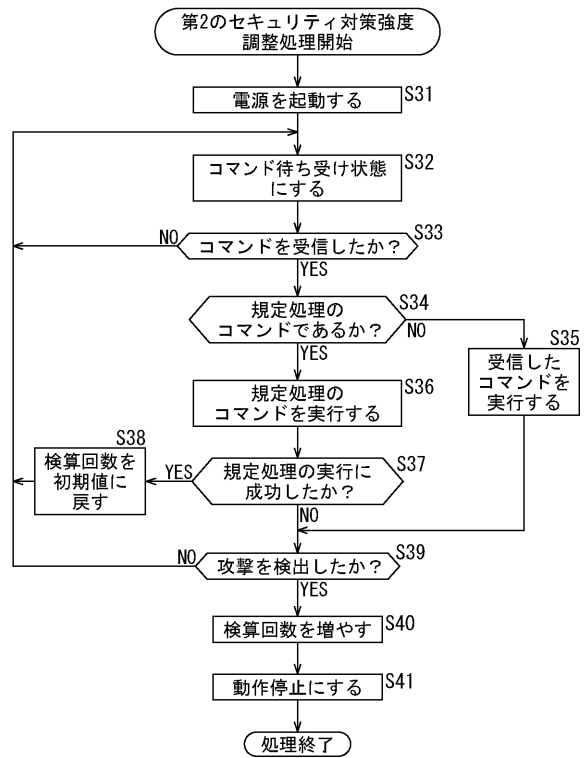 第2のセキュリティ対策強度
調整処理開始
電源を起動する
S31
コマンド待ち受け状態
にする
S32
コマンドを受信したか？
S33
NO
YES
規定処理の
コマンドであるか？
S34
NO
YES
受信した
コマンドを
実行する
S35
規定処理の
コマンドを実行する
S36
規定処理の実行に
成功したか？
S37
YES
NO
検算回数を
初期値に
戻す
S38
攻撃を検出したか？
S39
NO
YES
検算回数を増やす
S40
動作停止にする
S41
処理終了